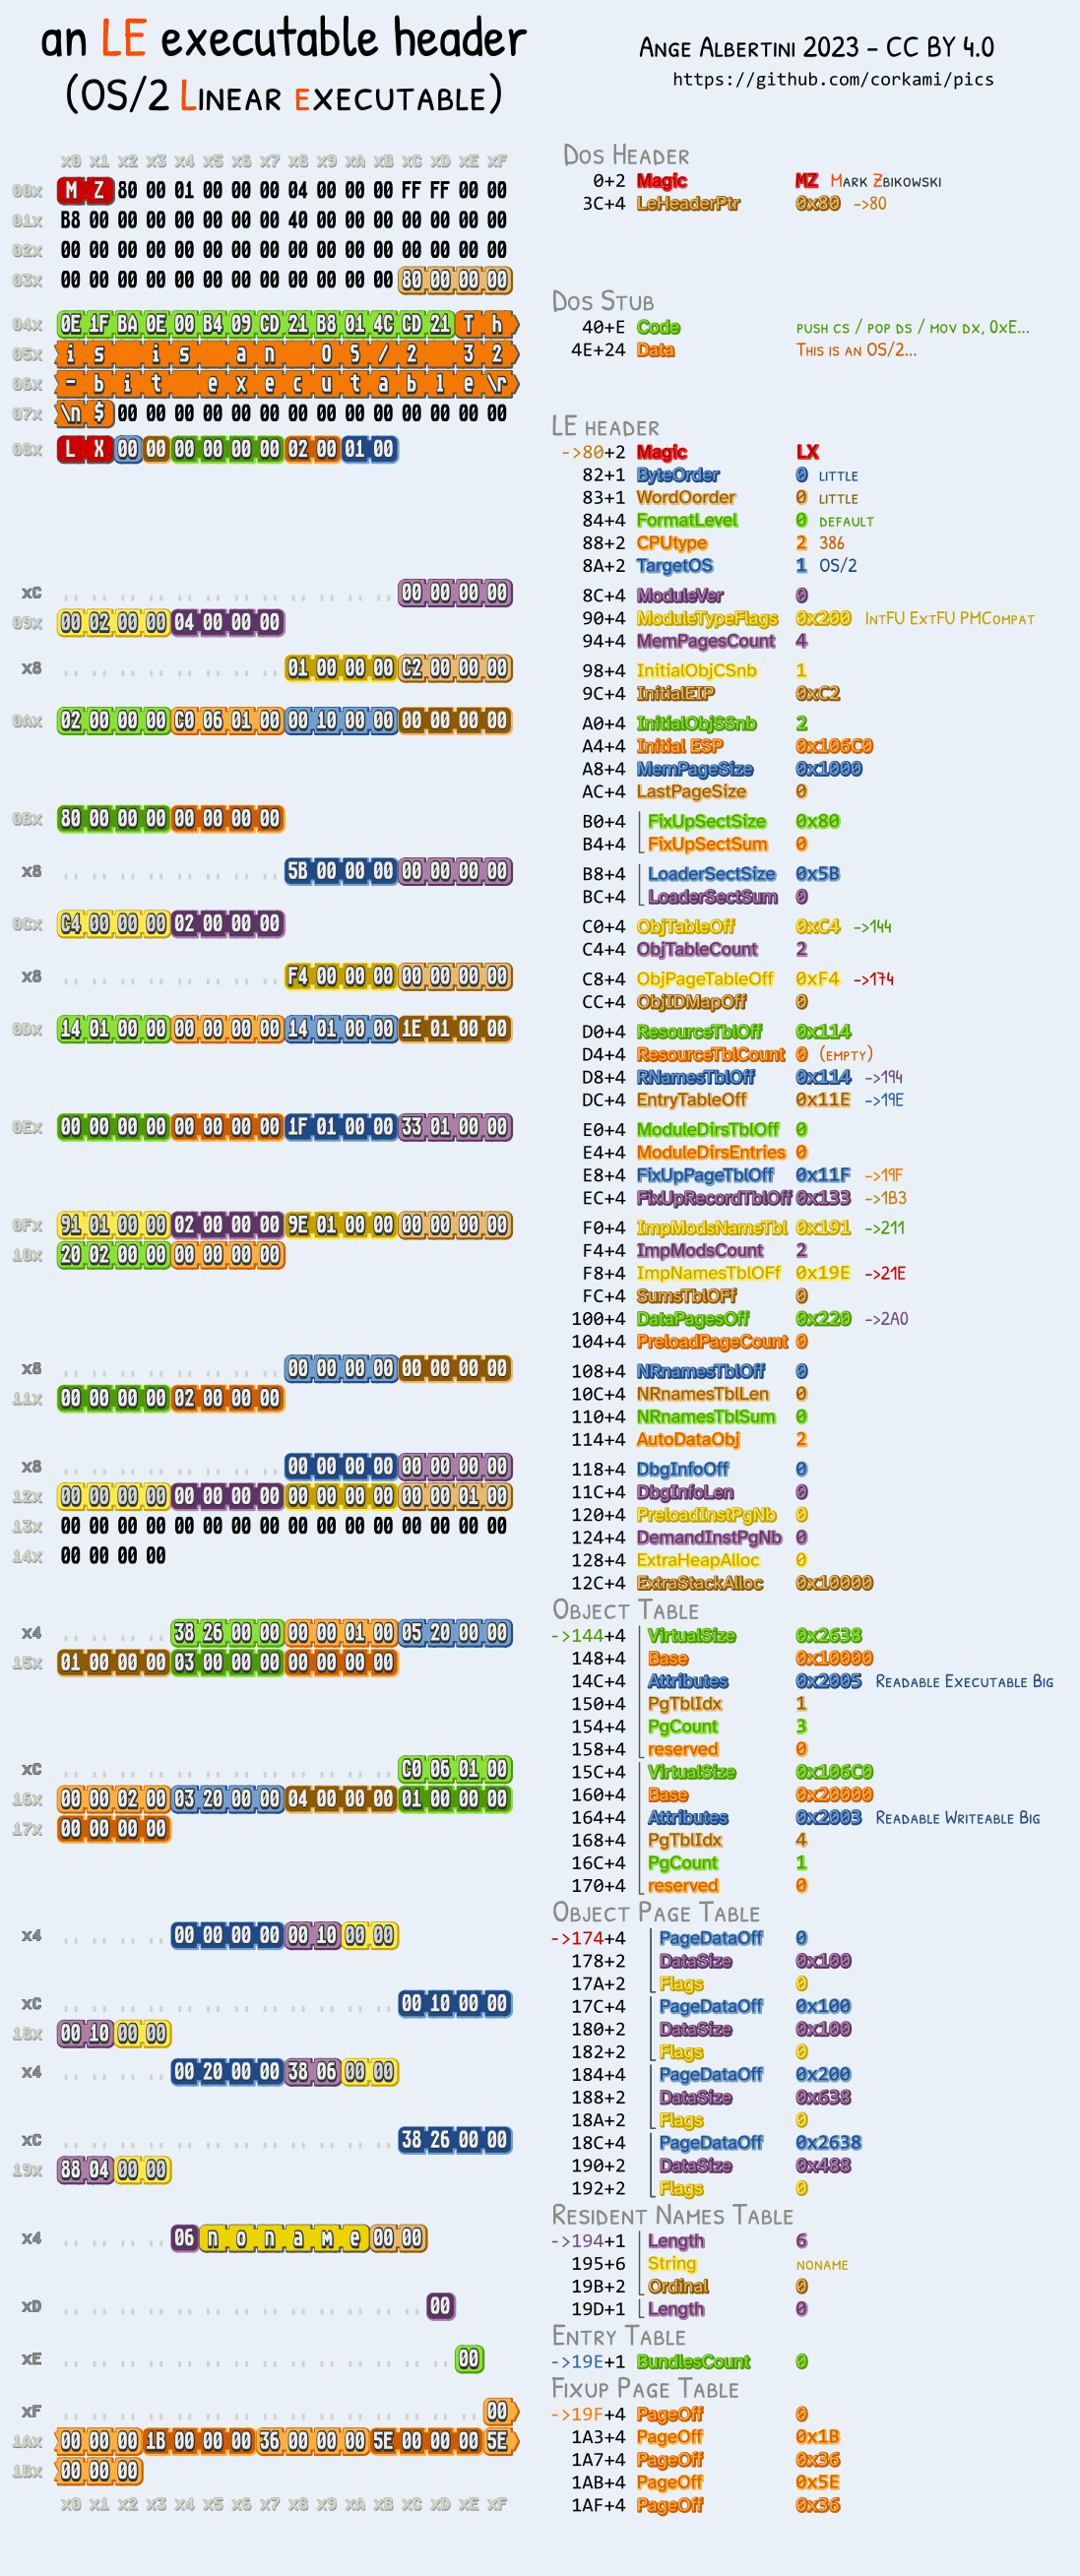 an LE executable header
(OS/2 Linear executable)
Ange Albertini 2023 - CC BY 4.0
https://github.com/corkami/pics
x0 x1 x2 x3 x4 x5 x6 x7 x8 x9 xA xB xC xD xE xF
00x M Z 80 00 01 00 00 00 04 00 00 00 FF FF 00 00
01x B8 00 00 00 00 00 00 00 40 00 00 00 00 00 00 00
02x 00 00 00 00 00 00 00 00 00 00 00 00 00 00 00 00
03x 00 00 00 00 00 00 00 00 00 00 00 00 80 00 00 00
04x 0E 1F BA 0E 00 B4 09 CD 21 B8 01 4C CD 21 T h
05x i s i s a n O S / 2 3 2
06x - b i t e x e c u t a b l e \r
07x \n $ 00 00 00 00 00 00 00 00 00 00 00 00 00 00
08x L X 00 00 00 00 00 00 02 00 01 00
xC 00 00 00 00
09x 00 02 00 00 04 00 00 00
x8 01 00 00 00 C2 00 00 00
0Ax 02 00 00 00 C0 06 01 00 00 10 00 00 00 00 00 00
0Bx 80 00 00 00 00 00 00 00
x8 5B 00 00 00 00 00 00 00
0Cx C4 00 00 00 02 00 00 00
x8 F4 00 00 00 00 00 00 00
0Dx 14 01 00 00 00 00 00 00 14 01 00 00 1E 01 00 00
0Ex 00 00 00 00 00 00 00 00 1F 01 00 00 33 01 00 00
0Fx 91 01 00 00 02 00 00 00 9E 01 00 00 00 00 00 00
10x 20 02 00 00 00 00 00 00
x8 00 00 00 00 00 00 00 00
11x 00 00 00 00 02 00 00 00
x8 00 00 00 00 00 00 00 00
12x 00 00 00 00 00 00 00 00 00 00 00 00 00 00 01 00
13x 00 00 00 00 00 00 00 00 00 00 00 00 00 00 00 00
14x 00 00 00 00
x4 38 26 00 00 00 00 01 00 05 20 00 00
15x 01 00 00 00 03 00 00 00 00 00 00 00
xC C0 06 01 00
16x 00 00 02 00 03 20 00 00 04 00 00 00 01 00 00 00
17x 00 00 00 00
x4 00 00 00 00 00 10 00 00
xC 00 10 00 00
18x 00 10 00 00
x4 00 20 00 00 38 06 00 00
xC 38 26 00 00
19x 88 04 00 00
x4 06 n o n a m e 00 00
xD 00
xE 00
xF 00
1Ax 00 00 00 1B 00 00 00 36 00 00 00 5E 00 00 00 5E
1Bx 00 00 00
x0 x1 x2 x3 x4 x5 x6 x7 x8 x9 xA xB xC xD xE xF
Dos Header
0+2 Magic MZ Mark Zbikowski
3C+4 LeHeaderPtr 0x80 ->80
Dos Stub
40+E Code push cs / pop ds / mov dx, 0xE...
4E+24 Data This is an OS/2...
LE header
->80+2 Magic LX
82+1 ByteOrder 0 little
83+1 WordOorder 0 little
84+4 FormatLevel 0 default
88+2 CPUtype 2 386
8A+2 TargetOS 1 OS/2
8C+4 ModuleVer 0
90+4 ModuleTypeFlags 0x200 IntFU ExtFU PMCompat
94+4 MemPagesCount 4
98+4 InitialObjCSnb 1
9C+4 InitialEIP 0xC2
A0+4 InitialObjSSnb 2
A4+4 Initial ESP 0x106C0
A8+4 MemPageSize 0x1000
AC+4 LastPageSize 0
B0+4 FixUpSectSize 0x80
B4+4 FixUpSectSum 0
B8+4 LoaderSectSize 0x5B
BC+4 LoaderSectSum 0
C0+4 ObjTableOff 0xC4 ->144
C4+4 ObjTableCount 2
C8+4 ObjPageTableOff 0xF4 ->174
CC+4 ObjIDMapOff 0
D0+4 ResourceTblOff 0x114
D4+4 ResourceTblCount 0 (empty)
D8+4 RNamesTblOff 0x114 ->194
DC+4 EntryTableOff 0x11E ->19E
E0+4 ModuleDirsTblOff 0
E4+4 ModuleDirsEntries 0
E8+4 FixUpPageTblOff 0x11F ->19F
EC+4 FixUpRecordTblOff 0x133 ->1B3
F0+4 ImpModsNameTbl 0x191 ->211
F4+4 ImpModsCount 2
F8+4 ImpNamesTblOFf 0x19E ->21E
FC+4 SumsTblOFf 0
100+4 DataPagesOff 0x220 ->2A0
104+4 PreloadPageCount 0
108+4 NRnamesTblOff 0
10C+4 NRnamesTblLen 0
110+4 NRnamesTblSum 0
114+4 AutoDataObj 2
118+4 DbgInfoOff 0
11C+4 DbgInfoLen 0
120+4 PreloadInstPgNb 0
124+4 DemandInstPgNb 0
128+4 ExtraHeapAlloc 0
12C+4 ExtraStackAlloc 0x10000
Object Table
->144+4 VirtualSize 0x2638
148+4 Base 0x10000
14C+4 Attributes 0x2005 Readable Executable Big
150+4 PgTblIdx 1
154+4 PgCount 3
158+4 reserved 0
15C+4 VirtualSize 0x106C0
160+4 Base 0x20000
164+4 Attributes 0x2003 Readable Writeable Big
168+4 PgTblIdx 4
16C+4 PgCount 1
170+4 reserved 0
Object Page Table
->174+4 PageDataOff 0
178+2 DataSize 0x100
17A+2 Flags 0
17C+4 PageDataOff 0x100
180+2 DataSize 0x100
182+2 Flags 0
184+4 PageDataOff 0x200
188+2 DataSize 0x638
18A+2 Flags 0
18C+4 PageDataOff 0x2638
190+2 DataSize 0x488
192+2 Flags 0
Resident Names Table
->194+1 Length 6
195+6 String noname
19B+2 Ordinal 0
19D+1 Length 0
Entry Table
->19E+1 BundlesCount 0
Fixup Page Table
->19F+4 PageOff 0
1A3+4 PageOff 0x1B
1A7+4 PageOff 0x36
1AB+4 PageOff 0x5E
1AF+4 PageOff 0x36